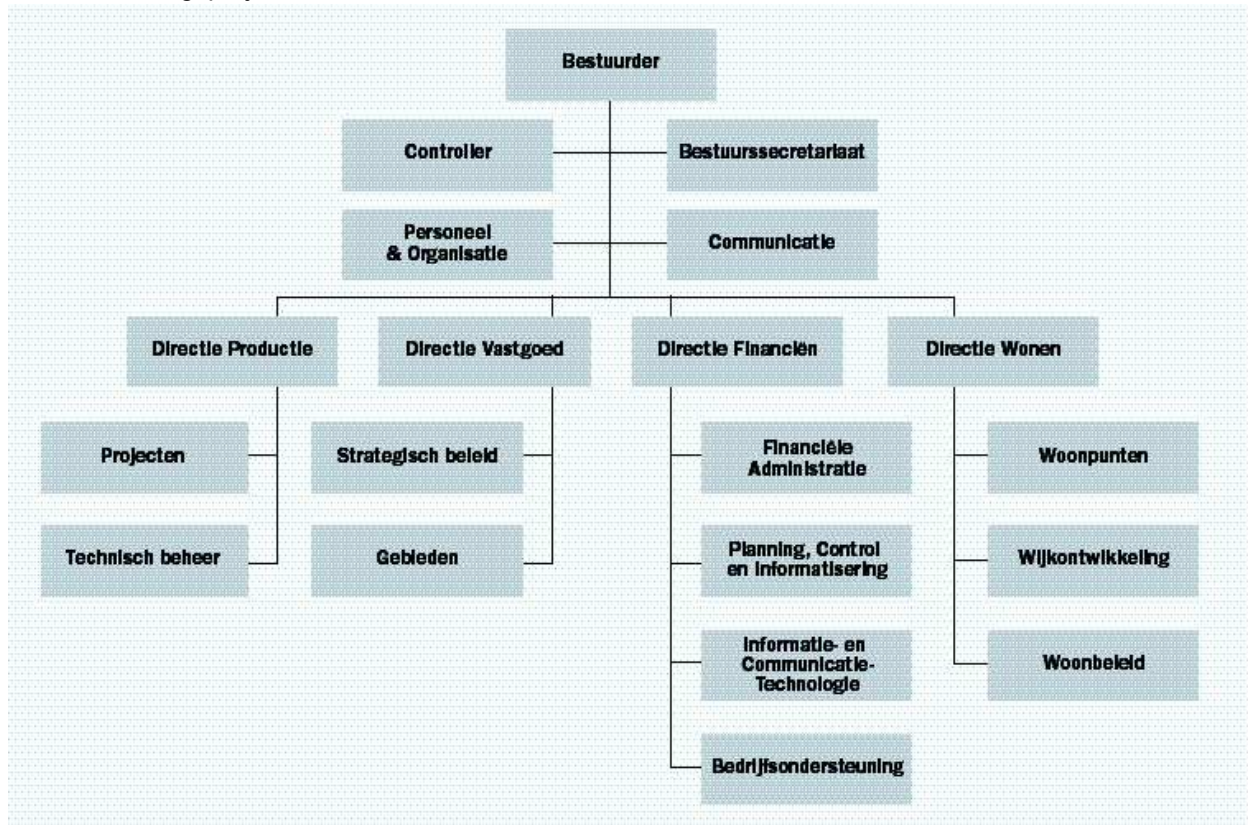 Bestuurder
Controller
Bestuurssecretariaat
Personeel
& Organisatie
Communicatie
Directie Productie
Directie Vastgoed
Directie Financiën
Directie Wonen
Projecten
Strategisch beleid
Financiële
Administratie
Woonpunten
Technisch beheer
Gebieden
Planning, Control
en Informatisering
Wijkontwikkeling
Informatie- en
Communicatie-
Technologie
Woonbeleid
Bedrijfsondersteuning